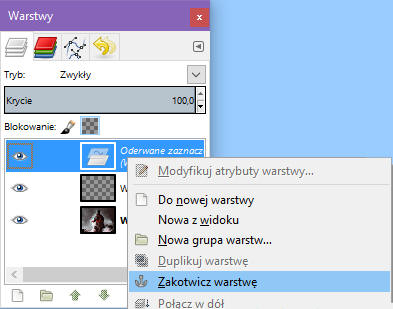 Warstwy
Tryb: Zwykły
Krycie 100,0
Blokowanie:
Oderwane zaznacz
Modyfikuj atrybuty warstwy...
Do nowej warstwy
Nowa z widoku
Nowa grupa warstw...
Duplikuj warstwę
Zakotwicz warstwę
Połącz w dół